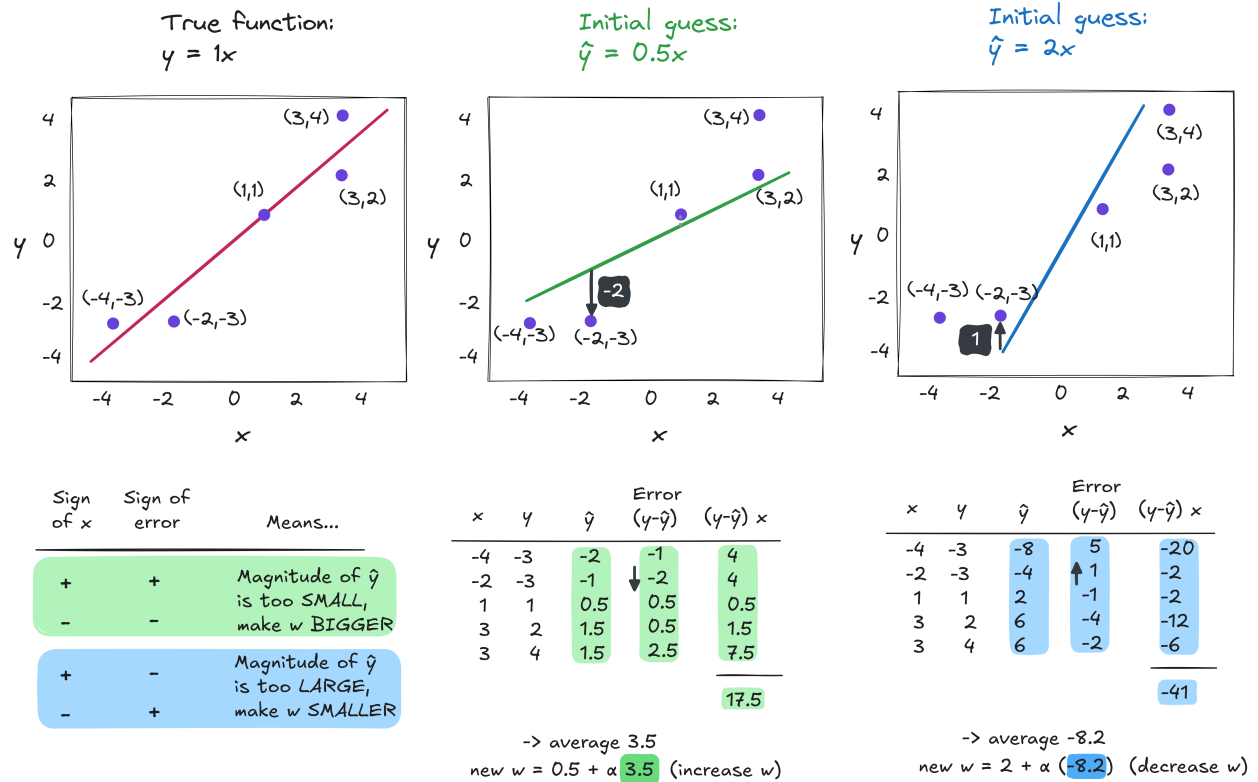 True function:
y = 1x
4
2
0
-2
-4
y
(3,4)
(3,2)
(1,1)
(-4,-3)
(-2,-3)
-4
-2
0
2
4
x
Initial guess:
ŷ = 0.5x
4
2
0
-2
-4
y
(3,4)
(1,1)
(3,2)
-2
(-4,-3)
(-2,-3)
-4
-2
0
2
4
x
Initial guess:
ŷ = 2x
4
2
0
-2
-4
y
(3,4)
(3,2)
(1,1)
(-4,-3)
(-2,-3)
1
-4
-2
0
2
4
x
Sign of x
Sign of error
Means...
+ + Magnitude of ŷ
is too SMALL,
- - make w BIGGER
+ - Magnitude of ŷ
is too LARGE,
- + make w SMALLER
Error
x y ŷ (y-ŷ) (y-ŷ) x
-4 -3 -2 -1 4
-2 -3 -1 -2 4
1 1 0.5 0.5 0.5
3 2 1.5 0.5 1.5
3 4 1.5 2.5 7.5
17.5
-> average 3.5
new w = 0.5 + α 3.5 (increase w)
Error
x y ŷ (y-ŷ) (y-ŷ) x
-4 -3 -8 5 -20
-2 -3 -4 1 -2
1 1 2 -1 -2
3 2 6 -4 -12
3 4 6 -2 -6
-41
-> average -8.2
new w = 2 + α (-8.2) (decrease w)